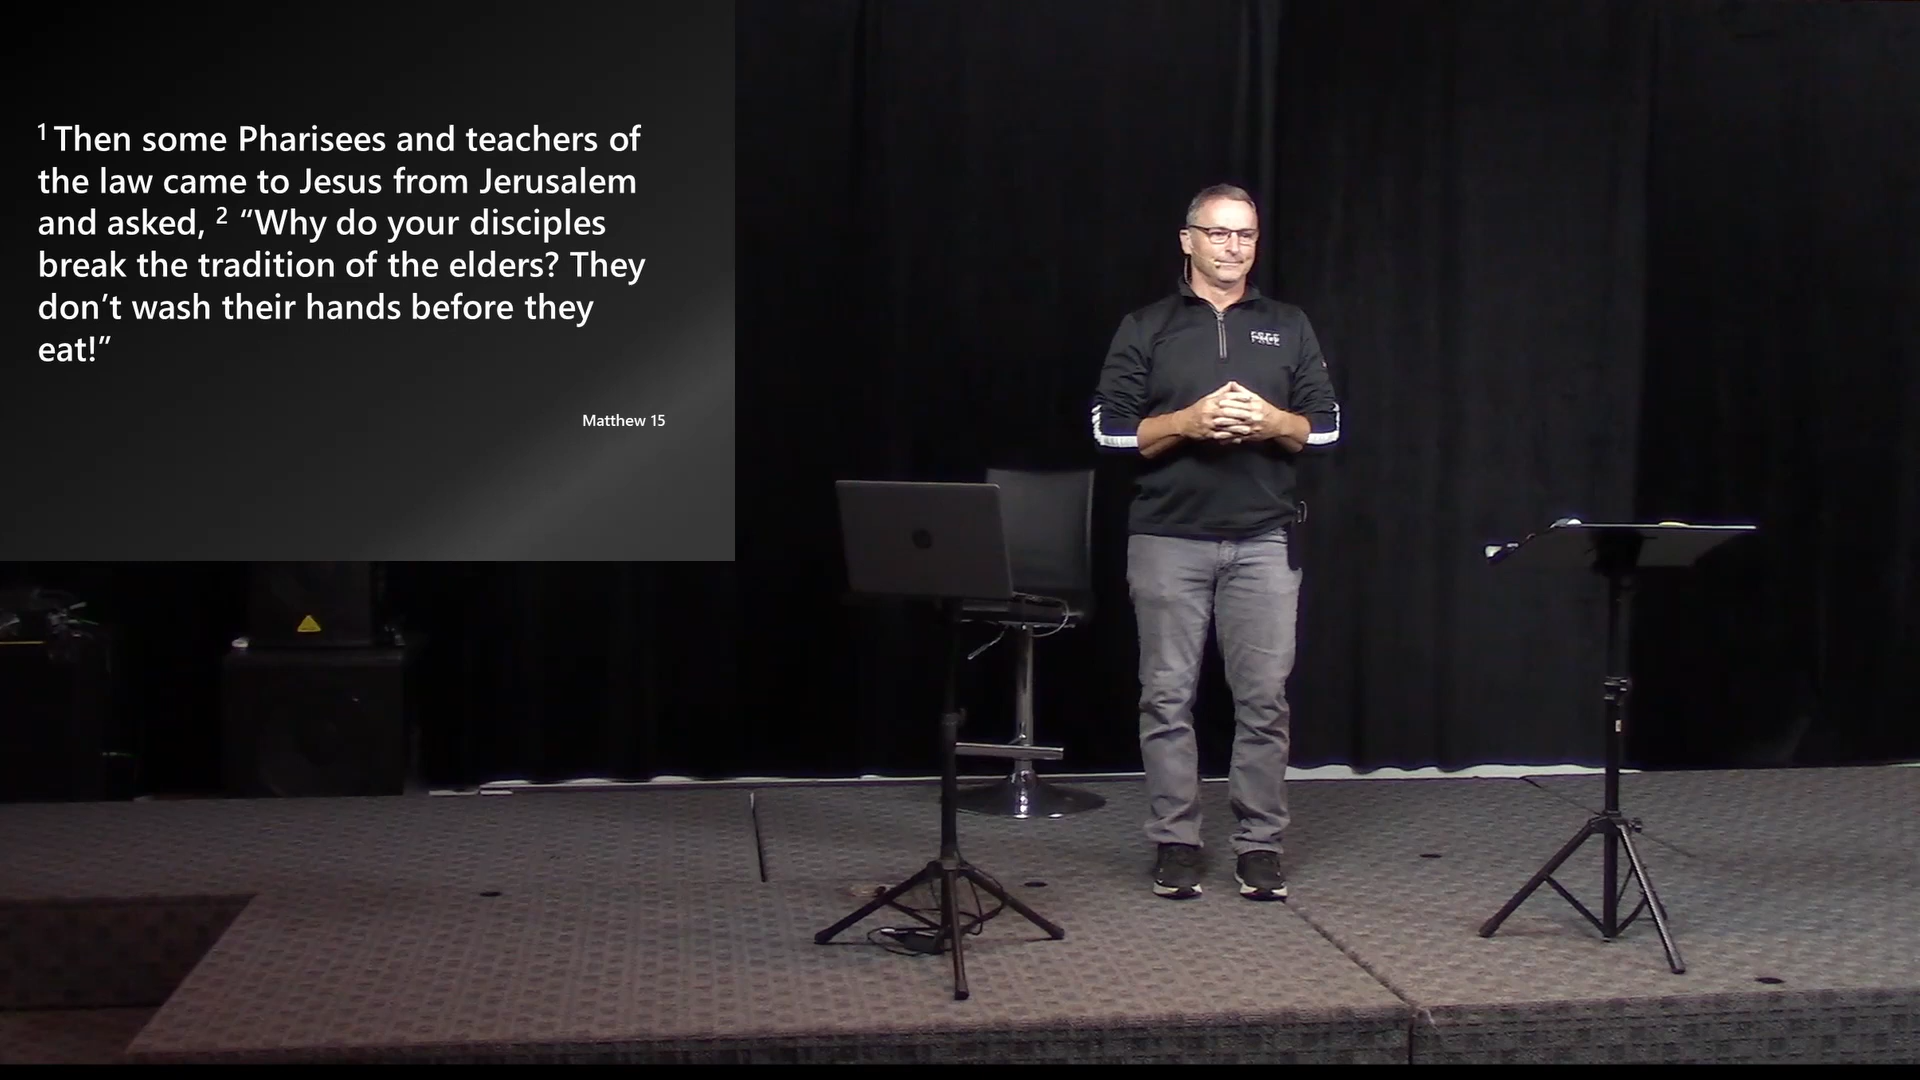 ¹ Then some Pharisees and teachers of
the law came to Jesus from Jerusalem
and asked, ² “Why do your disciples
break the tradition of the elders? They
don’t wash their hands before they
eat!”
Matthew 15